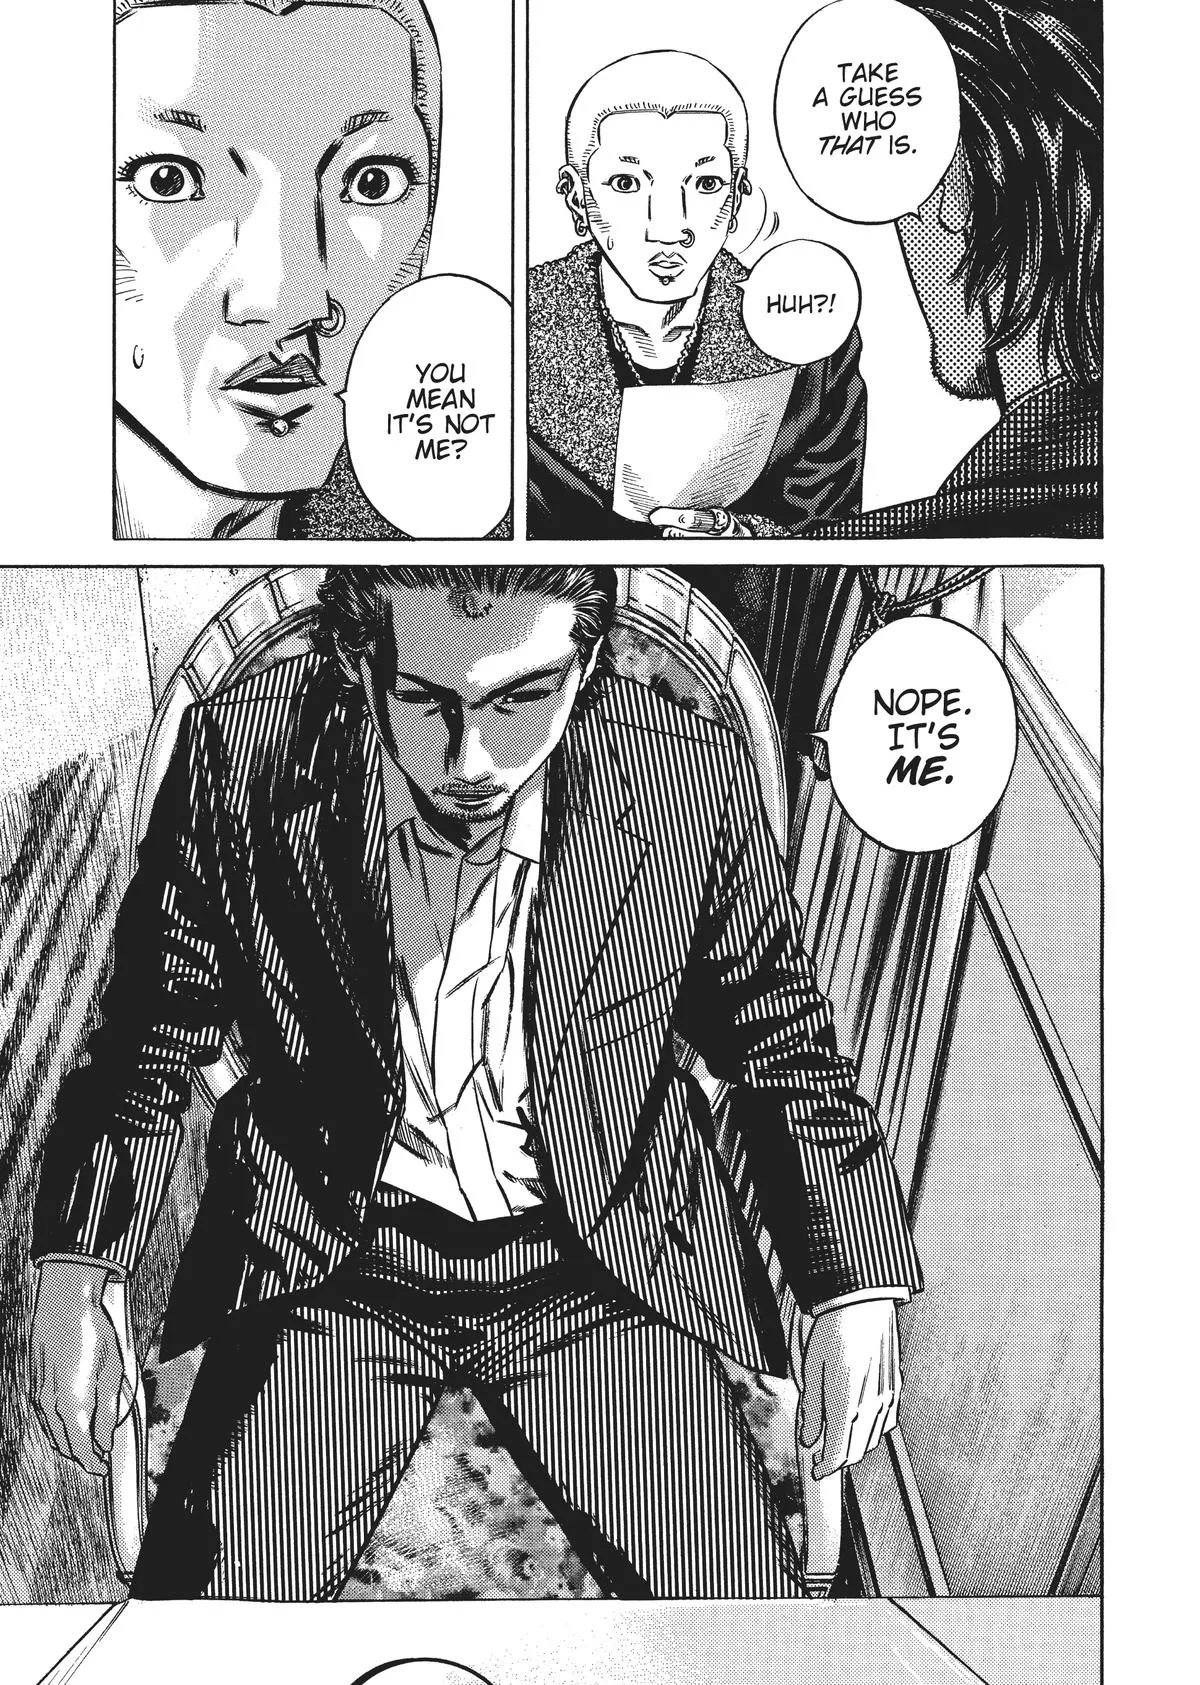 TAKE
A GUESS
WHO
THAT IS.
HUH?!
YOU
MEAN
IT'S NOT
ME?
NOPE.
IT'S
ME.